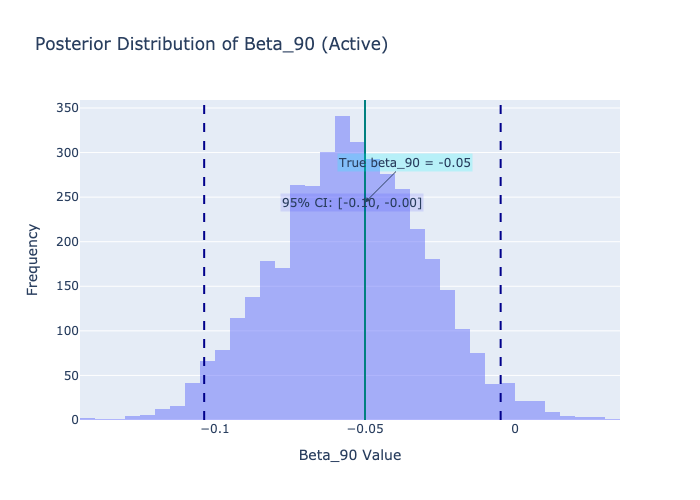 Posterior Distribution of Beta_90 (Active)
350
300
250
200
150
100
50
0
True beta_90 = -0.05
95% CI: [-0.10, -0.00]
−0.1
−0.05
0
Frequency
Beta_90 Value